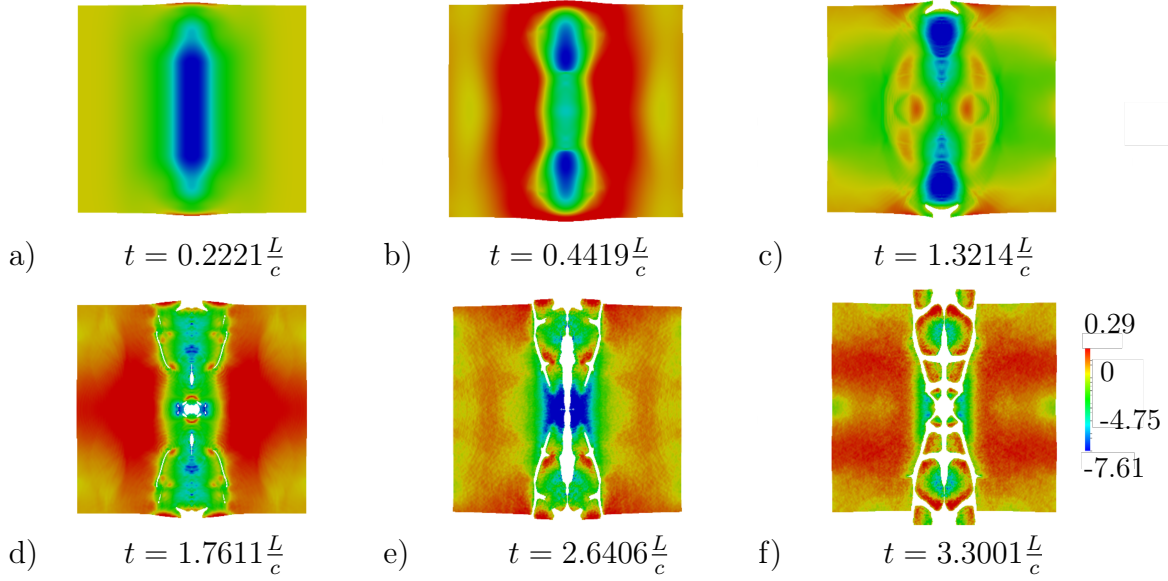 a) t = 0.2221 L/c
b) t = 0.4419 L/c
c) t = 1.3214 L/c
0.29
0
-4.75
-7.61
d) t = 1.7611 L/c
e) t = 2.6406 L/c
f) t = 3.3001 L/c